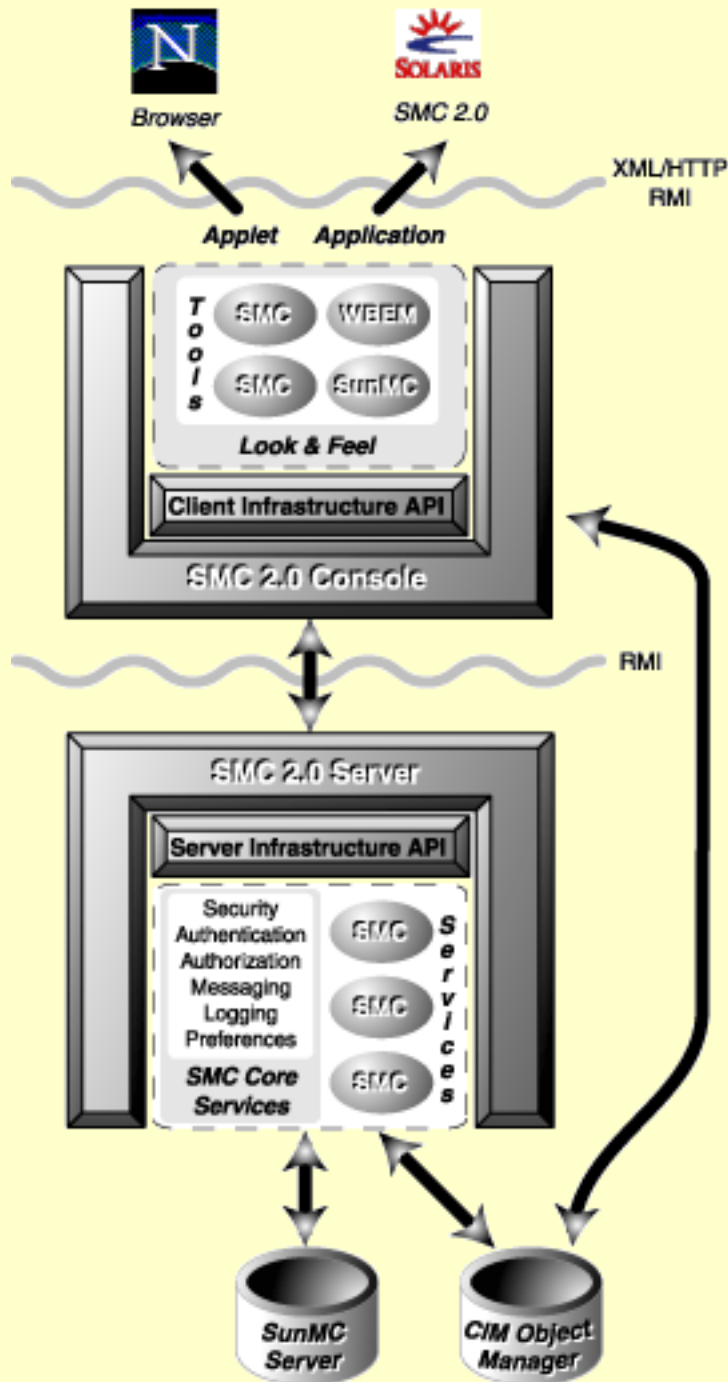 N
SOLARIS
Browser
SMC 2.0
XML/HTTP
RMI
Applet
Application
Tools
SMC
WBEM
SMC
SunMC
Look & Feel
Client Infrastructure API
SMC 2.0 Console
RMI
SMC 2.0 Server
Server Infrastructure API
Security
Authentication
Authorization
Messaging
Logging
Preferences
SMC Core
Services
SMC
SMC
SMC
Services
SunMC
Server
CIM Object
Manager